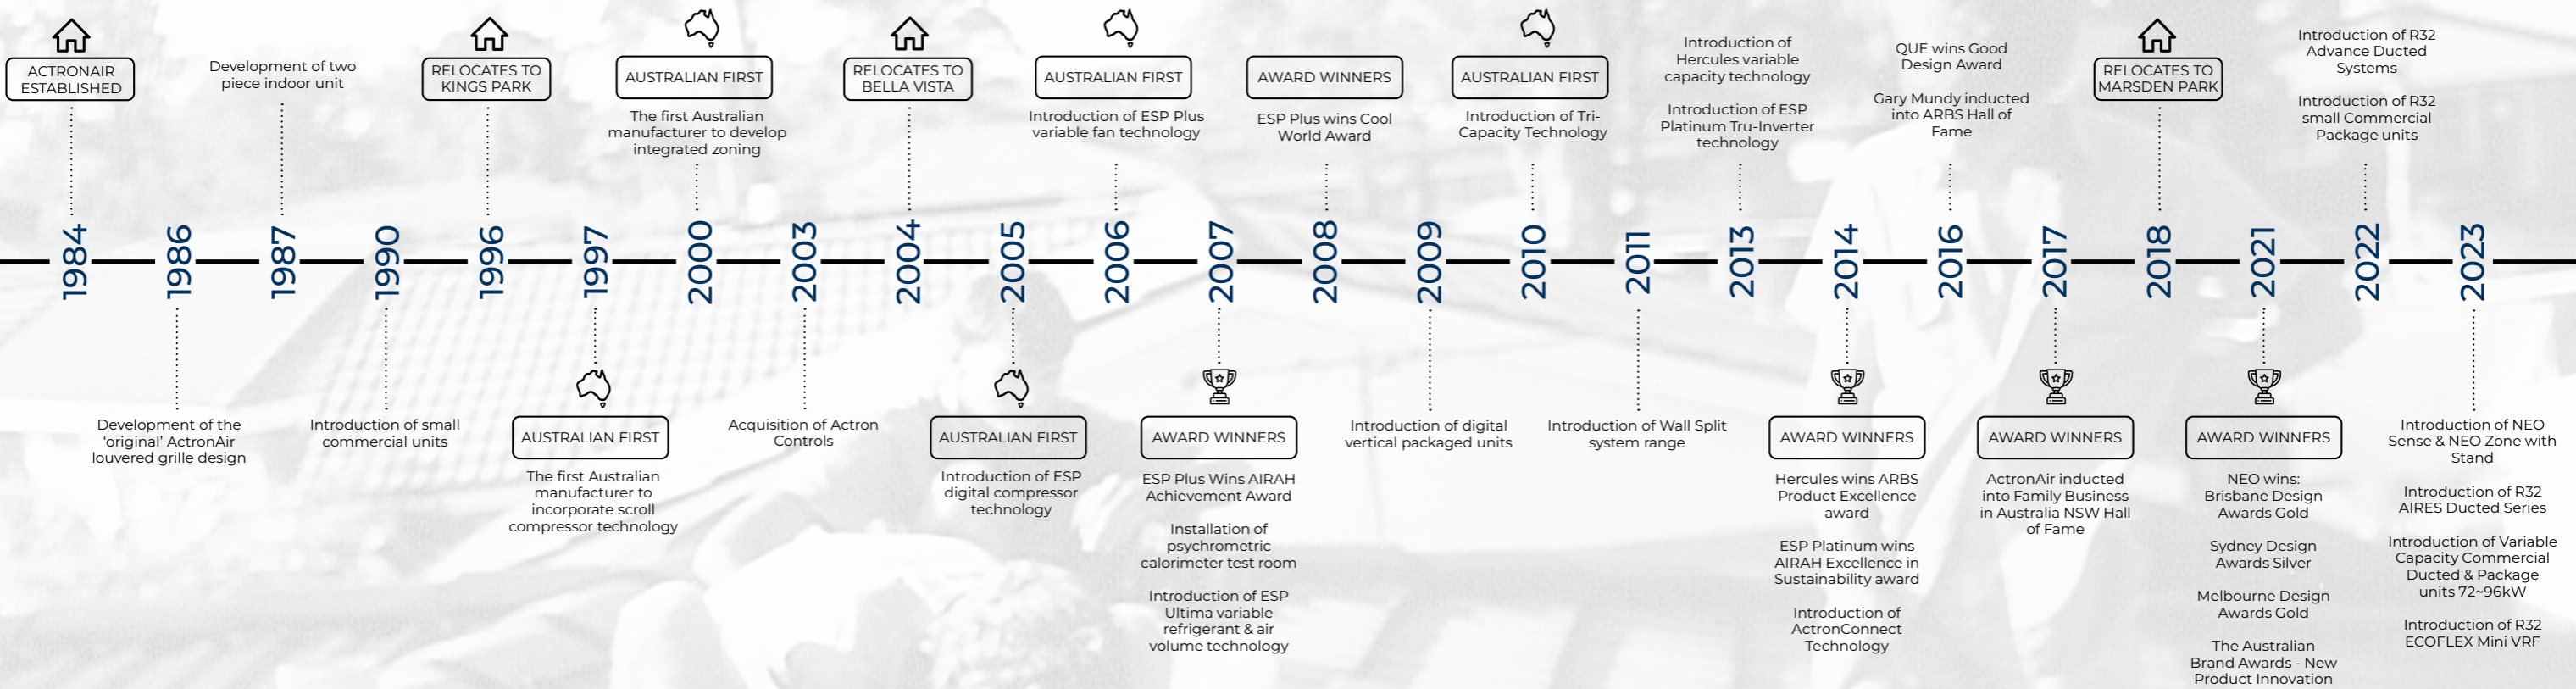 ACTRONAIR
ESTABLISHED
1984
1986
Development of the
‘original’ ActronAir
louvered grille design
Development of two
piece indoor unit
1987
1990
Introduction of small
commercial units
RELOCATES TO
KINGS PARK
1996
1997
AUSTRALIAN FIRST
The first Australian
manufacturer to
incorporate scroll
compressor technology
AUSTRALIAN FIRST
The first Australian
manufacturer to develop
integrated zoning
2000
2003
Acquisition of Actron
Controls
RELOCATES TO
BELLA VISTA
2004
2005
AUSTRALIAN FIRST
Introduction of ESP
digital compressor
technology
AUSTRALIAN FIRST
Introduction of ESP Plus
variable fan technology
2006
2007
AWARD WINNERS
ESP Plus Wins AIRAH
Achievement Award
Installation of
psychrometric
calorimeter test room
Introduction of ESP
Ultima variable
refrigerant & air
volume technology
AWARD WINNERS
ESP Plus wins Cool
World Award
2008
2009
Introduction of digital
vertical packaged units
AUSTRALIAN FIRST
Introduction of Tri-
Capacity Technology
2010
2011
Introduction of Wall Split
system range
Introduction of
Hercules variable
capacity technology
Introduction of ESP
Platinum Tru-Inverter
technology
2013
2014
AWARD WINNERS
Hercules wins ARBS
Product Excellence
award
ESP Platinum wins
AIRAH Excellence in
Sustainability award
Introduction of
ActronConnect
Technology
QUE wins Good
Design Award
Gary Mundy inducted
into ARBS Hall of
Fame
2016
2017
AWARD WINNERS
ActronAir inducted
into Family Business
in Australia NSW Hall
of Fame
RELOCATES TO
MARSDEN PARK
2018
2021
AWARD WINNERS
NEO wins:
Brisbane Design
Awards Gold
Sydney Design
Awards Silver
Melbourne Design
Awards Gold
The Australian
Brand Awards - New
Product Innovation
Introduction of R32
Advance Ducted
Systems
Introduction of R32
small Commercial
Package units
2022
2023
Introduction of NEO
Sense & NEO Zone with
Stand
Introduction of R32
AIRES Ducted Series
Introduction of Variable
Capacity Commercial
Ducted & Package
units 72~96kW
Introduction of R32
ECOFLEX Mini VRF